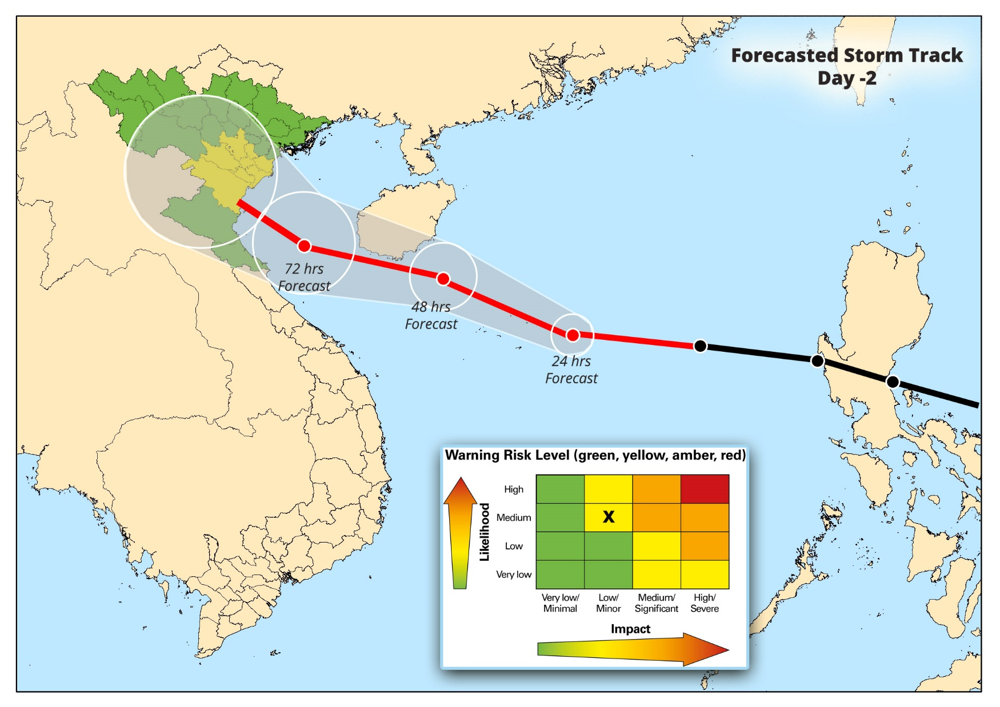 Forecasted Storm Track
Day -2
72 hrs
Forecast
48 hrs
Forecast
24 hrs
Forecast
Warning Risk Level (green, yellow, amber, red)
Likelihood
High
Medium
X
Low
Very low
Very low/
Minimal
Low/
Minor
Medium/
Significant
High/
Severe
Impact